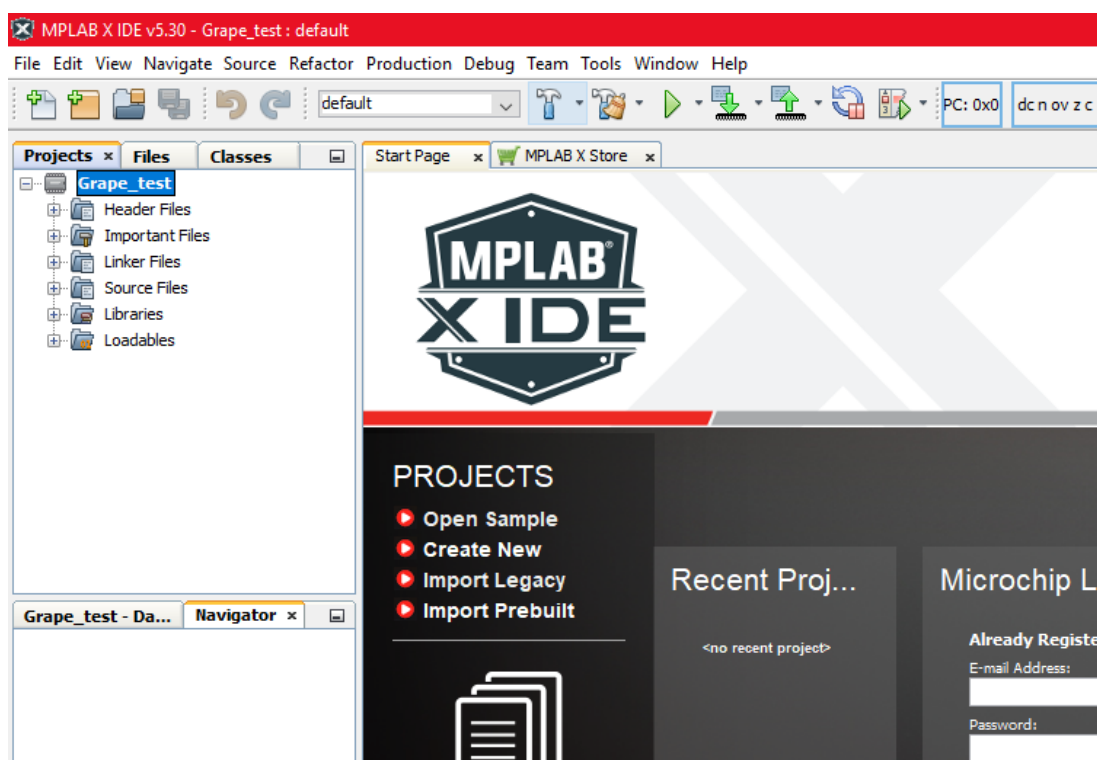 MPLAB X IDE v5.30 - Grape_test : default
File Edit View Navigate Source Refactor Production Debug Team Tools Window Help
default
PC: 0x0
dc n ov z c
Projects
Files
Classes
Start Page
MPLAB X Store
Grape_test
Header Files
Important Files
Linker Files
Source Files
Libraries
Loadables
MPLAB®
X IDE
PROJECTS
Open Sample
Create New
Import Legacy
Import Prebuilt
Recent Proj...
<no recent project>
Microchip L
Already Registe
E-mail Address:
Password:
Grape_test - Da...
Navigator